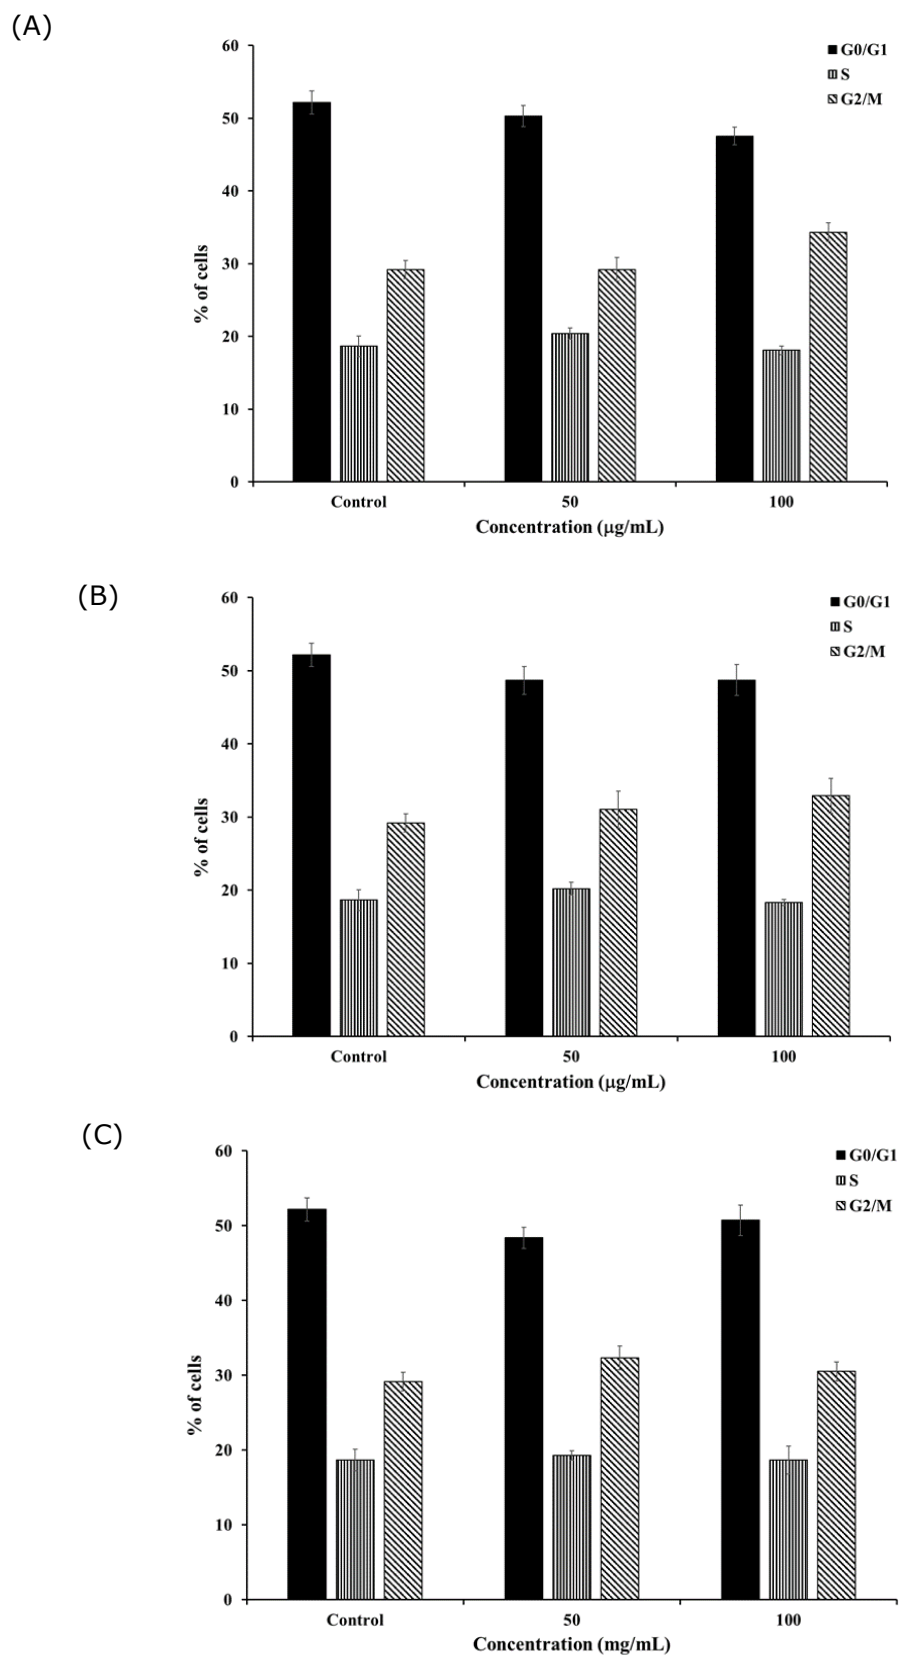 (A)
60
50
40
30
20
10
0
% of cells
G0/G1
S
G2/M
Control 50 100
Concentration (μg/mL)
(B)
60
50
40
30
20
10
0
% of cells
G0/G1
S
G2/M
Control 50 100
Concentration (μg/mL)
(C)
60
50
40
30
20
10
0
% of cells
G0/G1
S
G2/M
Control 50 100
Concentration (mg/mL)